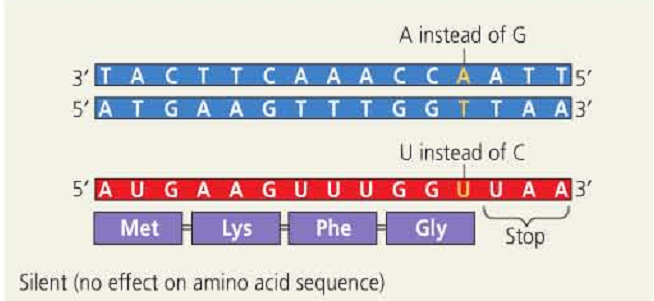 A instead of G
3′ T A C T T C A A A C C A A T T 5′
5′ A T G A A G T T T G G T T A A 3′
U instead of C
5′ A U G A A G U U U G G U U A A 3′
Met Lys Phe Gly Stop
Silent (no effect on amino acid sequence)